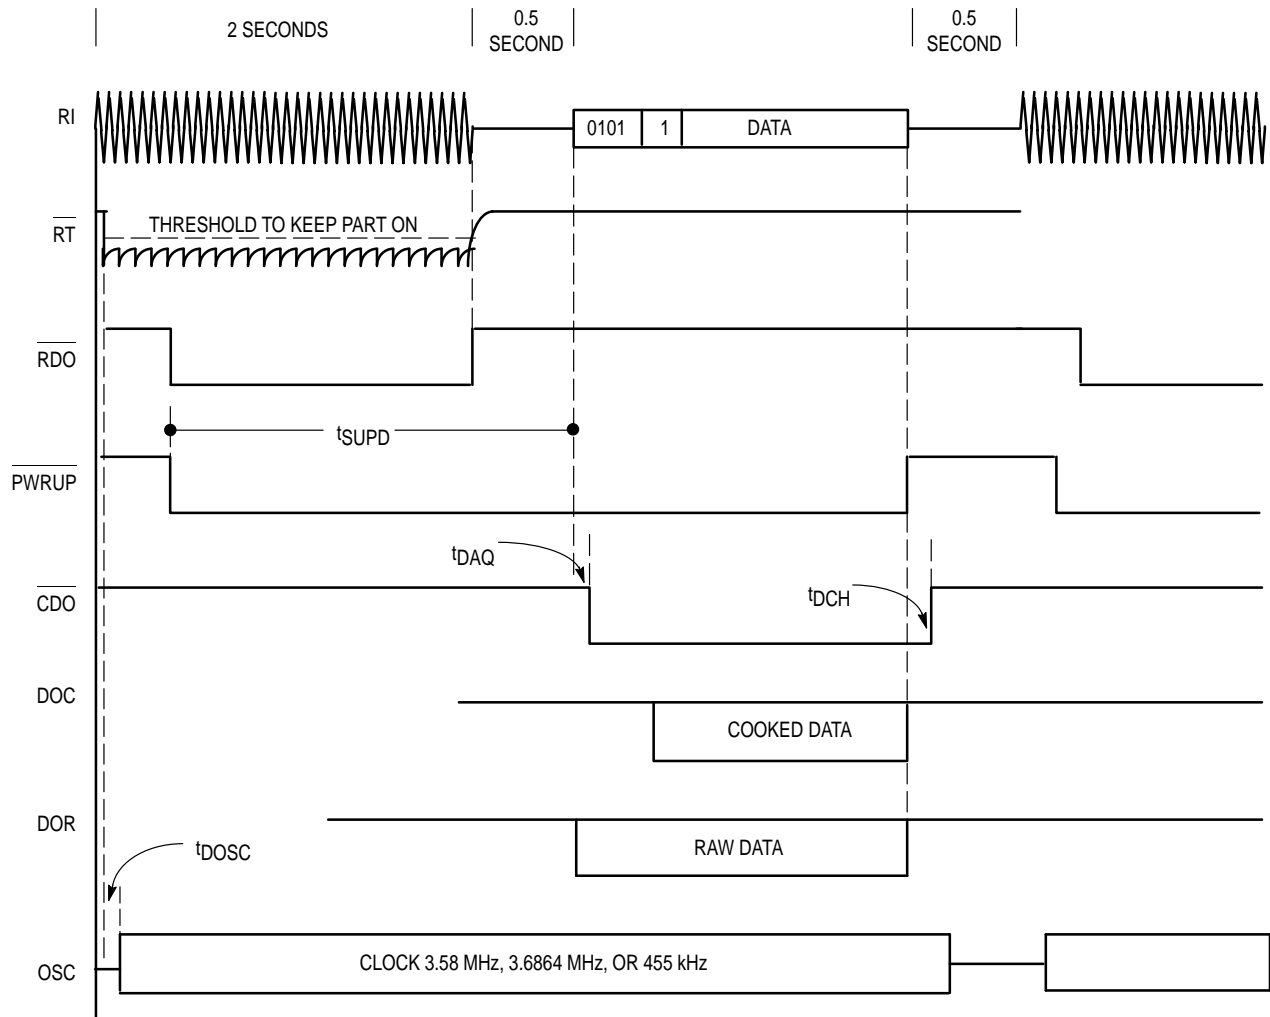 2 SECONDS
0.5
SECOND
0.5
SECOND
RI
0101
1
DATA
RT
THRESHOLD TO KEEP PART ON
RDO
tSUPD
PWRUP
tDAQ
CDO
tDCH
DOC
COOKED DATA
DOR
RAW DATA
tDOSC
OSC
CLOCK 3.58 MHz, 3.6864 MHz, OR 455 kHz